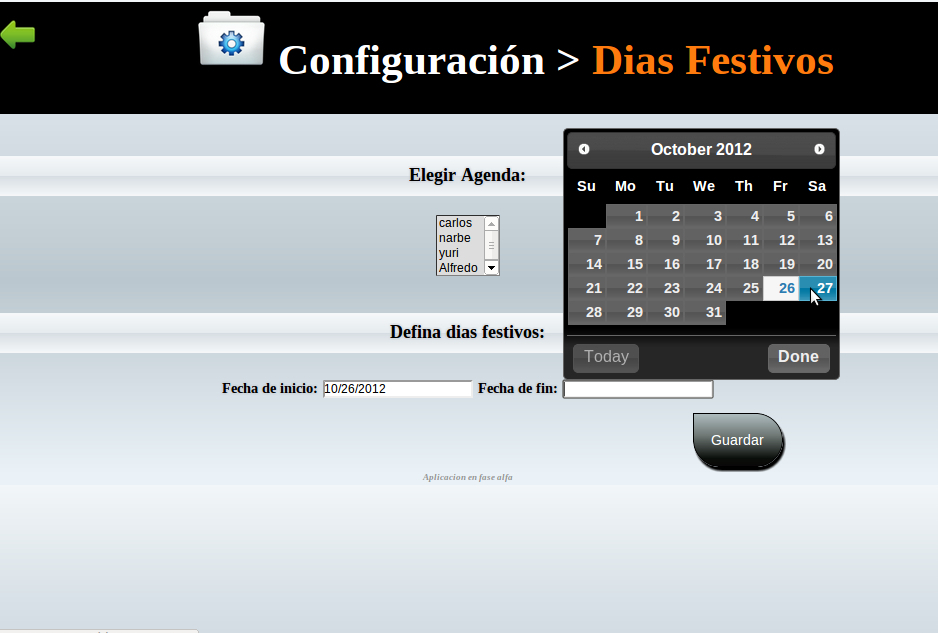 Configuración > Dias Festivos
October 2012
Su Mo Tu We Th Fr Sa
1 2 3 4 5 6
7 8 9 10 11 12 13
14 15 16 17 18 19 20
21 22 23 24 25 26 27
28 29 30 31
Today Done
Elegir Agenda:
carlos
narbe
yuri
Alfredo
Defina dias festivos:
Fecha de inicio: 10/26/2012 Fecha de fin:
Guardar
Aplicacion en fase alfa